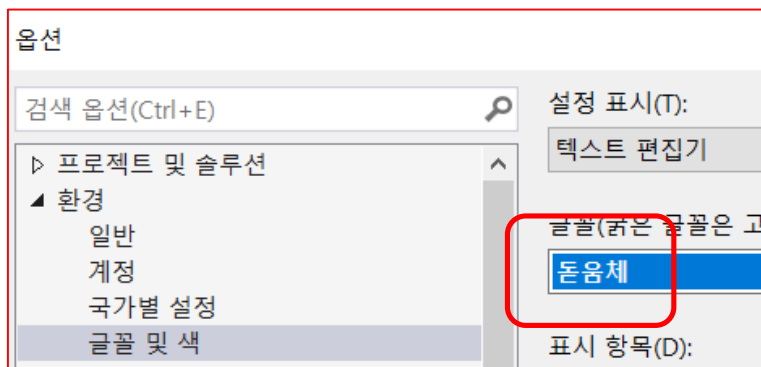 옵션
검색 옵션(Ctrl+E)
프로젝트 및 솔루션
환경
일반
계정
국가별 설정
글꼴 및 색
설정 표시(T):
텍스트 편집기
글꼴(굵은 글꼴은 고
돋움체
표시 항목(D):